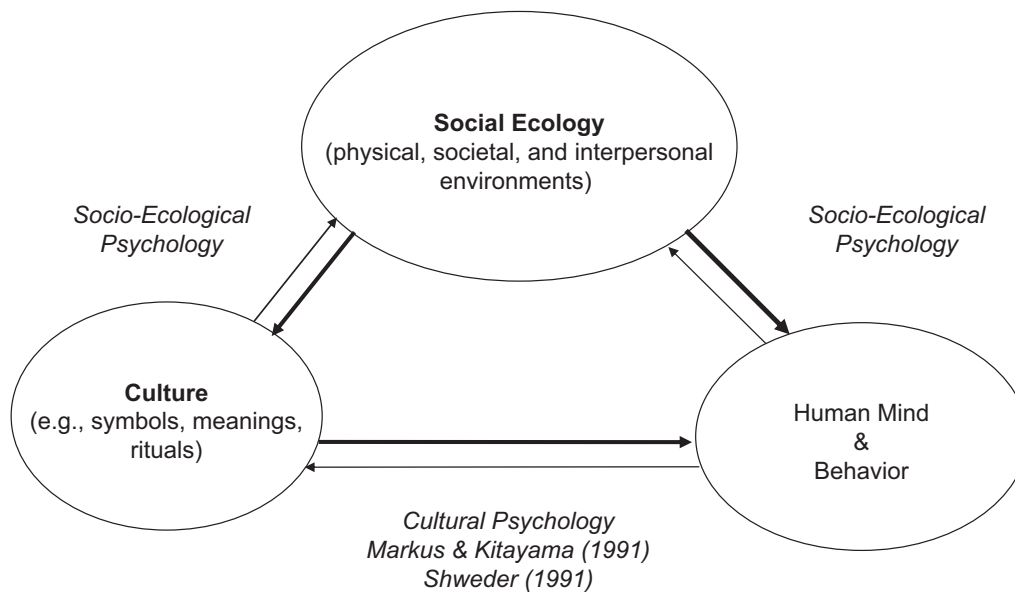 Social Ecology
(physical, societal, and interpersonal
environments)
Socio-Ecological
Psychology
Socio-Ecological
Psychology
Culture
(e.g., symbols, meanings,
rituals)
Human Mind
&
Behavior
Cultural Psychology
Markus & Kitayama (1991)
Shweder (1991)